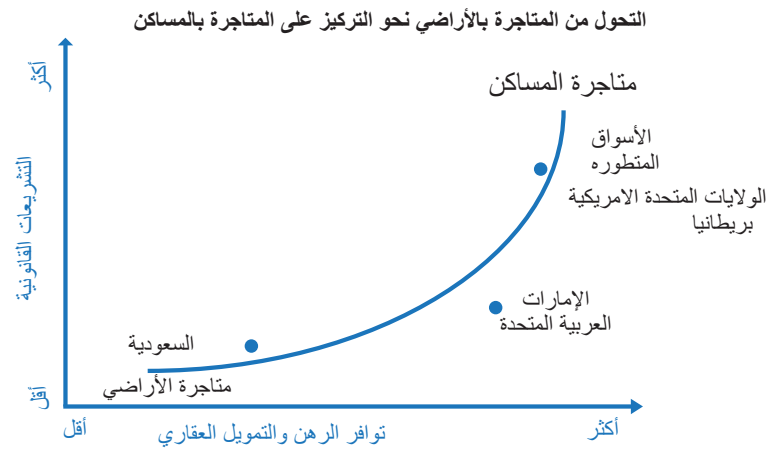 التحول من المتاجرة بالأراضي نحو التركيز على المتاجرة بالمساكن
أكثر
متاجرة المساكن
الأسواق
المتطوره
الولايات المتحدة الامريكية
بريطانيا
التشريعات القانونية
الإمارات
العربية المتحدة
السعودية
متاجرة الأراضي
أقل
أقل
توافر الرهن والتمويل العقاري
أكثر